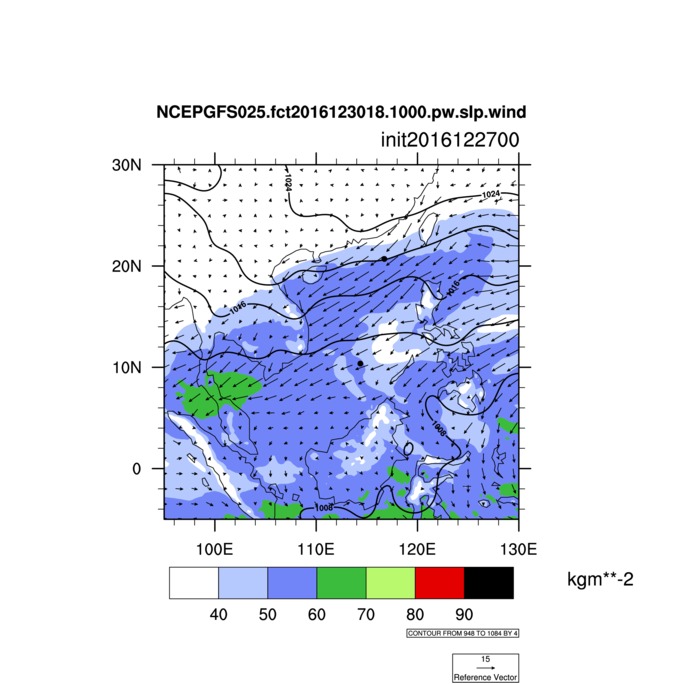 NCEPGFS025.fct2016123018.1000.pw.slp.wind
init2016122700
30N
1024
1024
20N
1016
1016
10N
1008
0
1008
100E 110E 120E 130E
kgm**-2
40 50 60 70 80 90
CONTOUR FROM 948 TO 1084 BY 4
15
Reference Vector